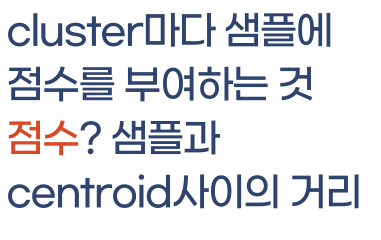 cluster마다 샘플에
점수를 부여하는 것
점수? 샘플과
centroid사이의 거리